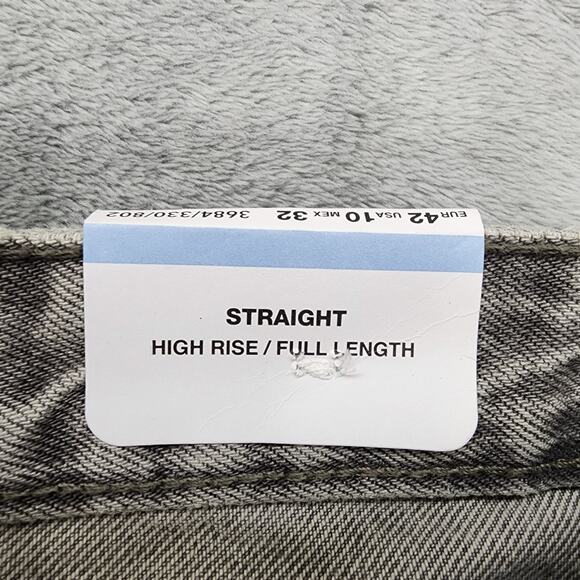 EUR 42 USA 10 MEX 32
3684/330/802
STRAIGHT
HIGH RISE / FULL LENGTH